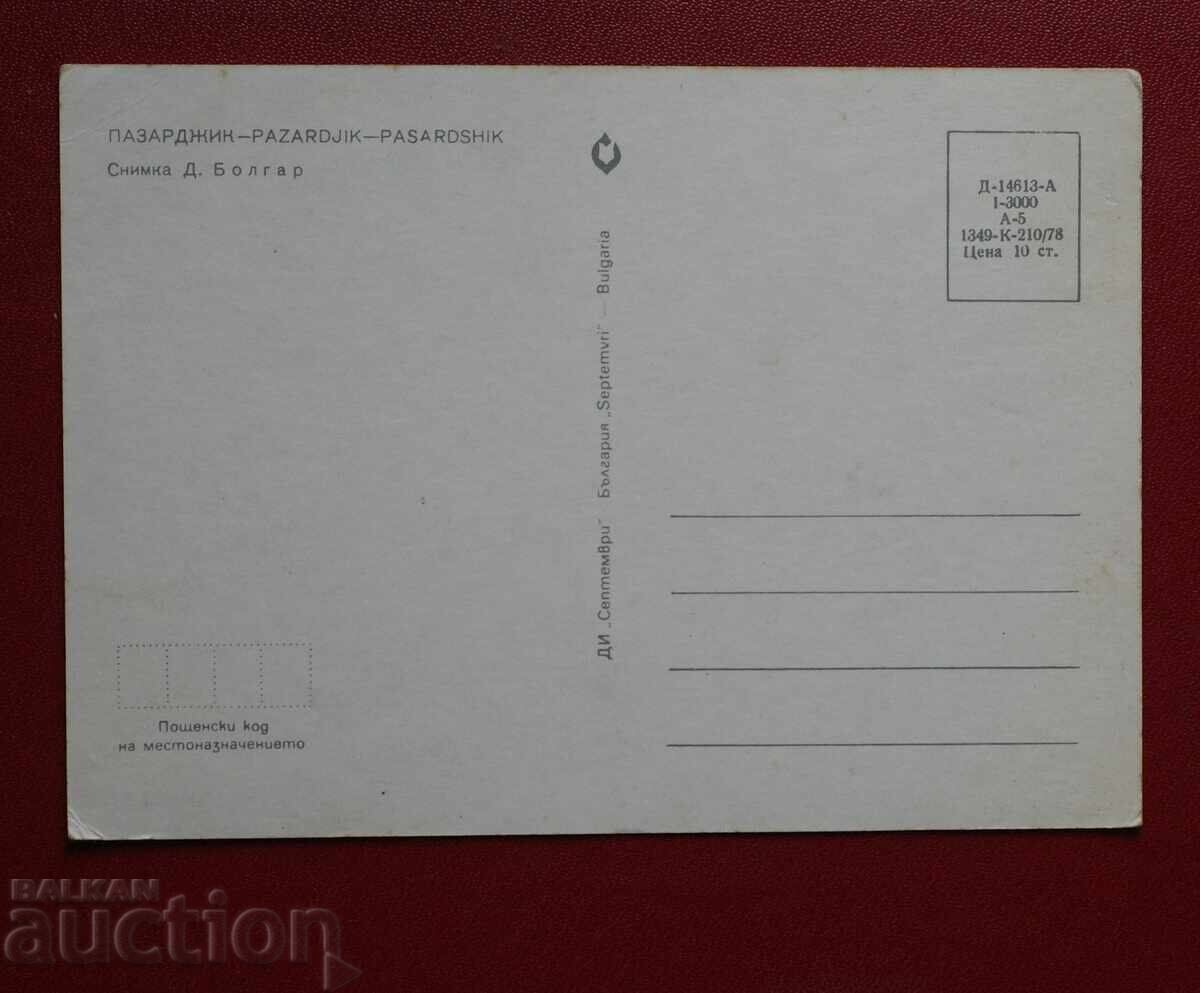 ПАЗАРДЖИК—PAZARDJIK—PASARDSHIK
Снимка Д. Болгар
Д-14613-А
I-3000
А-5
1349-К-210/78
Цена 10 ст.
ДИ „Септември" България „Septemvri" — Bulgaria
Пощенски код
на местоназначението
BALKAN
auction